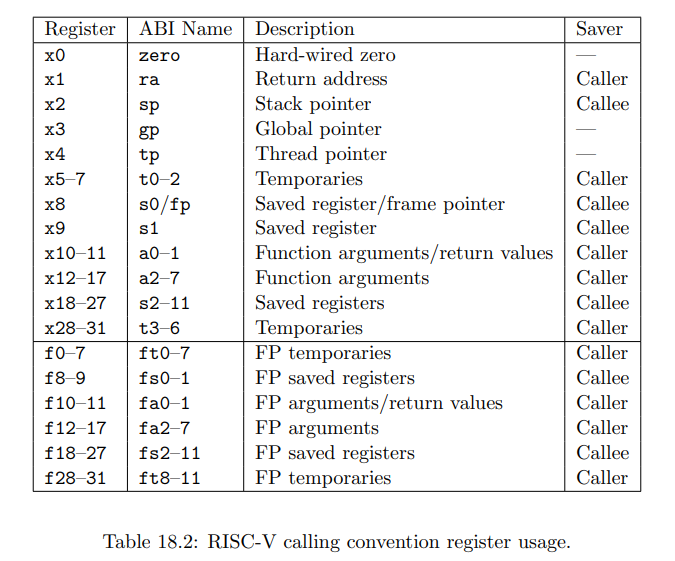 Register ABI Name Description Saver
x0 zero Hard-wired zero —
x1 ra Return address Caller
x2 sp Stack pointer Callee
x3 gp Global pointer —
x4 tp Thread pointer —
x5–7 t0–2 Temporaries Caller
x8 s0/fp Saved register/frame pointer Callee
x9 s1 Saved register Callee
x10–11 a0–1 Function arguments/return values Caller
x12–17 a2–7 Function arguments Caller
x18–27 s2–11 Saved registers Callee
x28–31 t3–6 Temporaries Caller
f0–7 ft0–7 FP temporaries Caller
f8–9 fs0–1 FP saved registers Callee
f10–11 fa0–1 FP arguments/return values Caller
f12–17 fa2–7 FP arguments Caller
f18–27 fs2–11 FP saved registers Callee
f28–31 ft8–11 FP temporaries Caller
Table 18.2: RISC-V calling convention register usage.